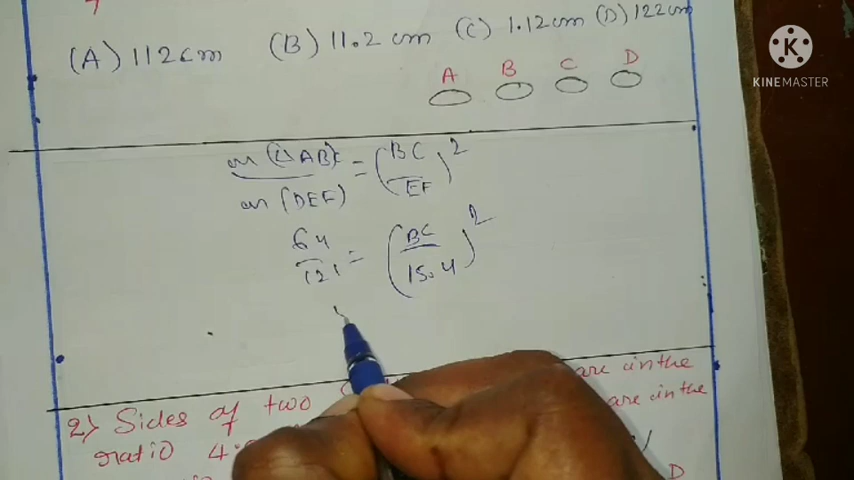 (A) 112cm (B) 11.2 cm (C) 1.12cm (D) 122cm
A B C D
K
KINEMASTER
ar (△ABC = (BC
ar (DEF) EF)2
64
121 = (BC
15.4)2
2) Sides of two are in the
ratio 4: are in the
D